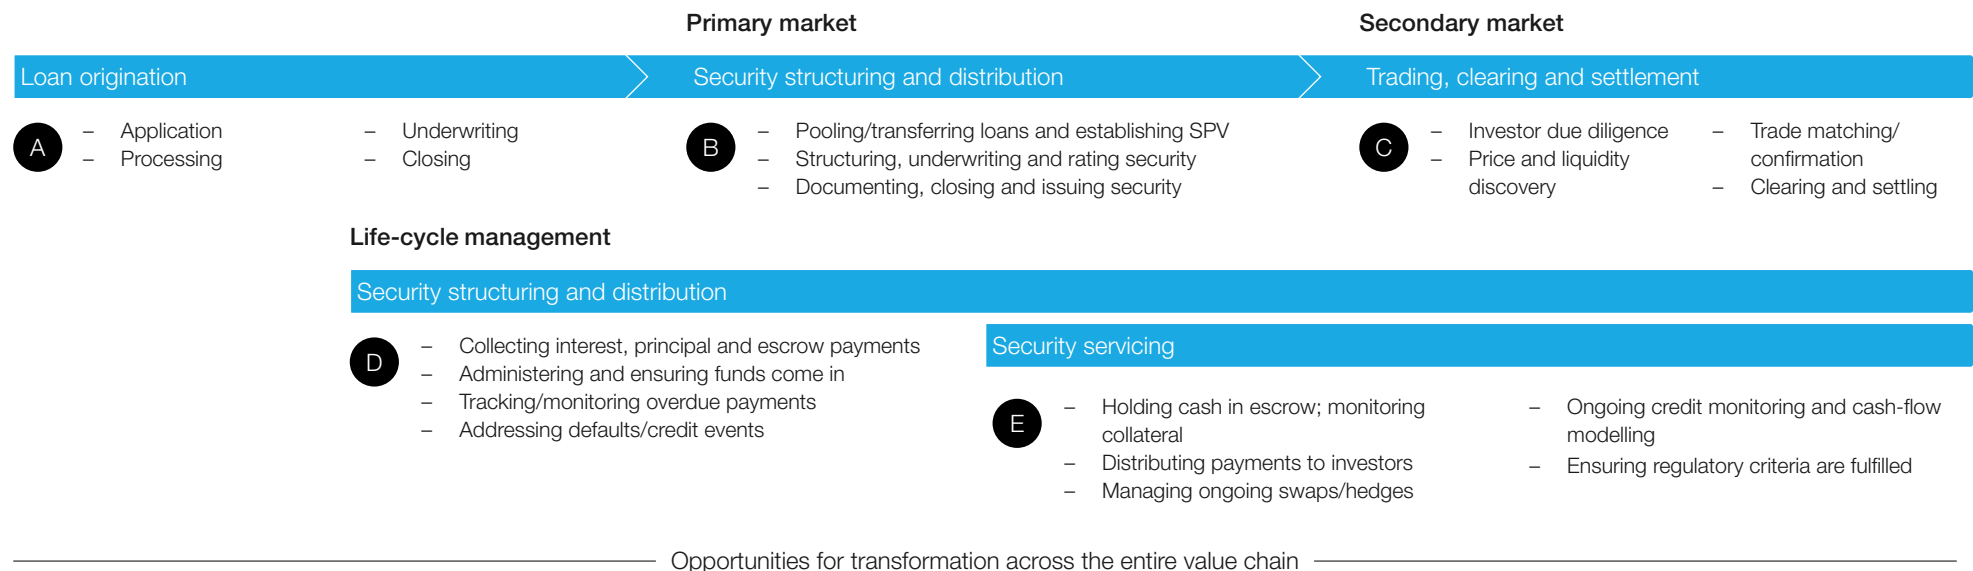 Primary market
Secondary market
Loan origination
Security structuring and distribution
Trading, clearing and settlement
A
– Application
– Processing
– Underwriting
– Closing
B
– Pooling/transferring loans and establishing SPV
– Structuring, underwriting and rating security
– Documenting, closing and issuing security
C
– Investor due diligence
– Price and liquidity
discovery
– Trade matching/
confirmation
– Clearing and settling
Life-cycle management
Security structuring and distribution
D
– Collecting interest, principal and escrow payments
– Administering and ensuring funds come in
– Tracking/monitoring overdue payments
– Addressing defaults/credit events
Security servicing
E
– Holding cash in escrow; monitoring
collateral
– Distributing payments to investors
– Managing ongoing swaps/hedges
– Ongoing credit monitoring and cash-flow
modelling
– Ensuring regulatory criteria are fulfilled
Opportunities for transformation across the entire value chain